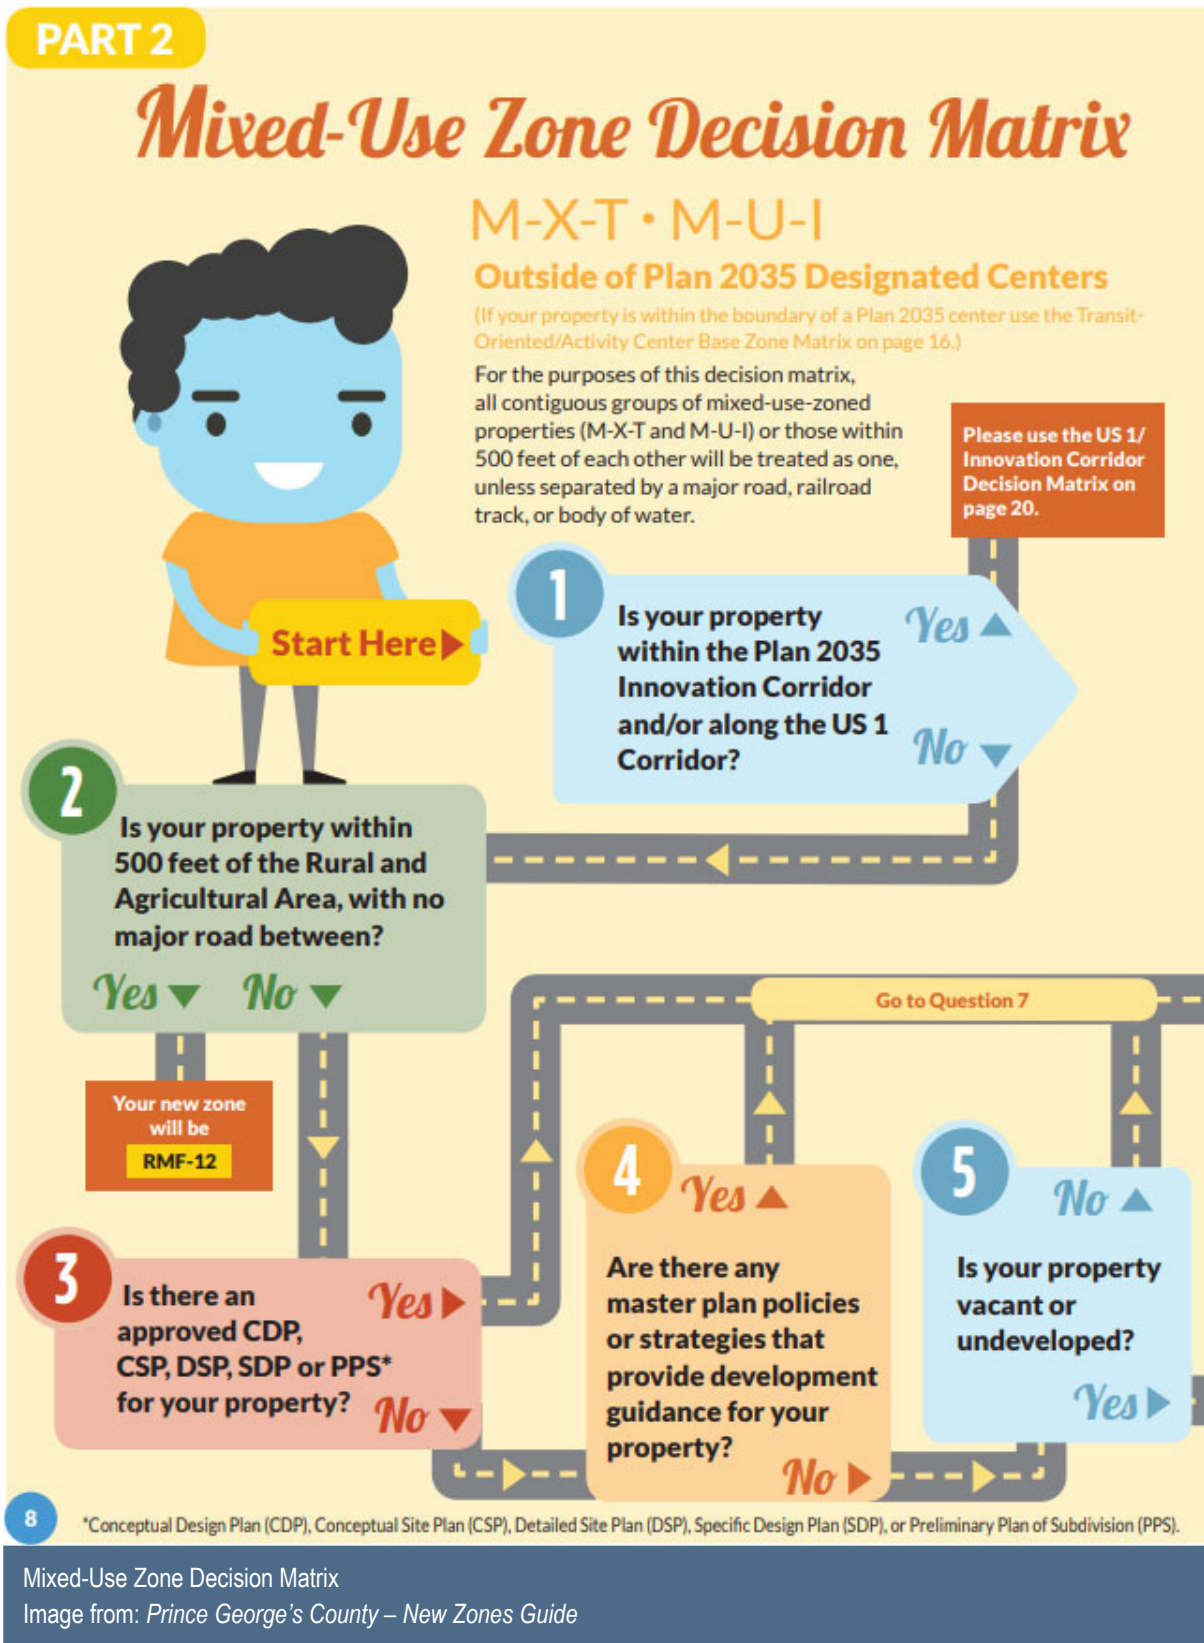 PART 2
Mixed-Use Zone Decision Matrix
M-X-T • M-U-I
Outside of Plan 2035 Designated Centers
(If your property is within the boundary of a Plan 2035 center use the Transit-
Oriented/Activity Center Base Zone Matrix on page 16.)
For the purposes of this decision matrix,
all contiguous groups of mixed-use-zoned
properties (M-X-T and M-U-I) or those within
500 feet of each other will be treated as one,
unless separated by a major road, railroad
track, or body of water.
Please use the US 1/
Innovation Corridor
Decision Matrix on
page 20.
Start Here
1
Is your property
within the Plan 2035
Innovation Corridor
and/or along the US 1
Corridor?
Yes
No
2
Is your property within
500 feet of the Rural and
Agricultural Area, with no
major road between?
Yes No
Your new zone
will be
RMF-12
Go to Question 7
3
Is there an
approved CDP,
CSP, DSP, SDP or PPS*
for your property?
Yes
No
4
Yes
Are there any
master plan policies
or strategies that
provide development
guidance for your
property?
No
5
No
Is your property
vacant or
undeveloped?
Yes
8
*Conceptual Design Plan (CDP), Conceptual Site Plan (CSP), Detailed Site Plan (DSP), Specific Design Plan (SDP), or Preliminary Plan of Subdivision (PPS).
Mixed-Use Zone Decision Matrix
Image from: Prince George's County – New Zones Guide